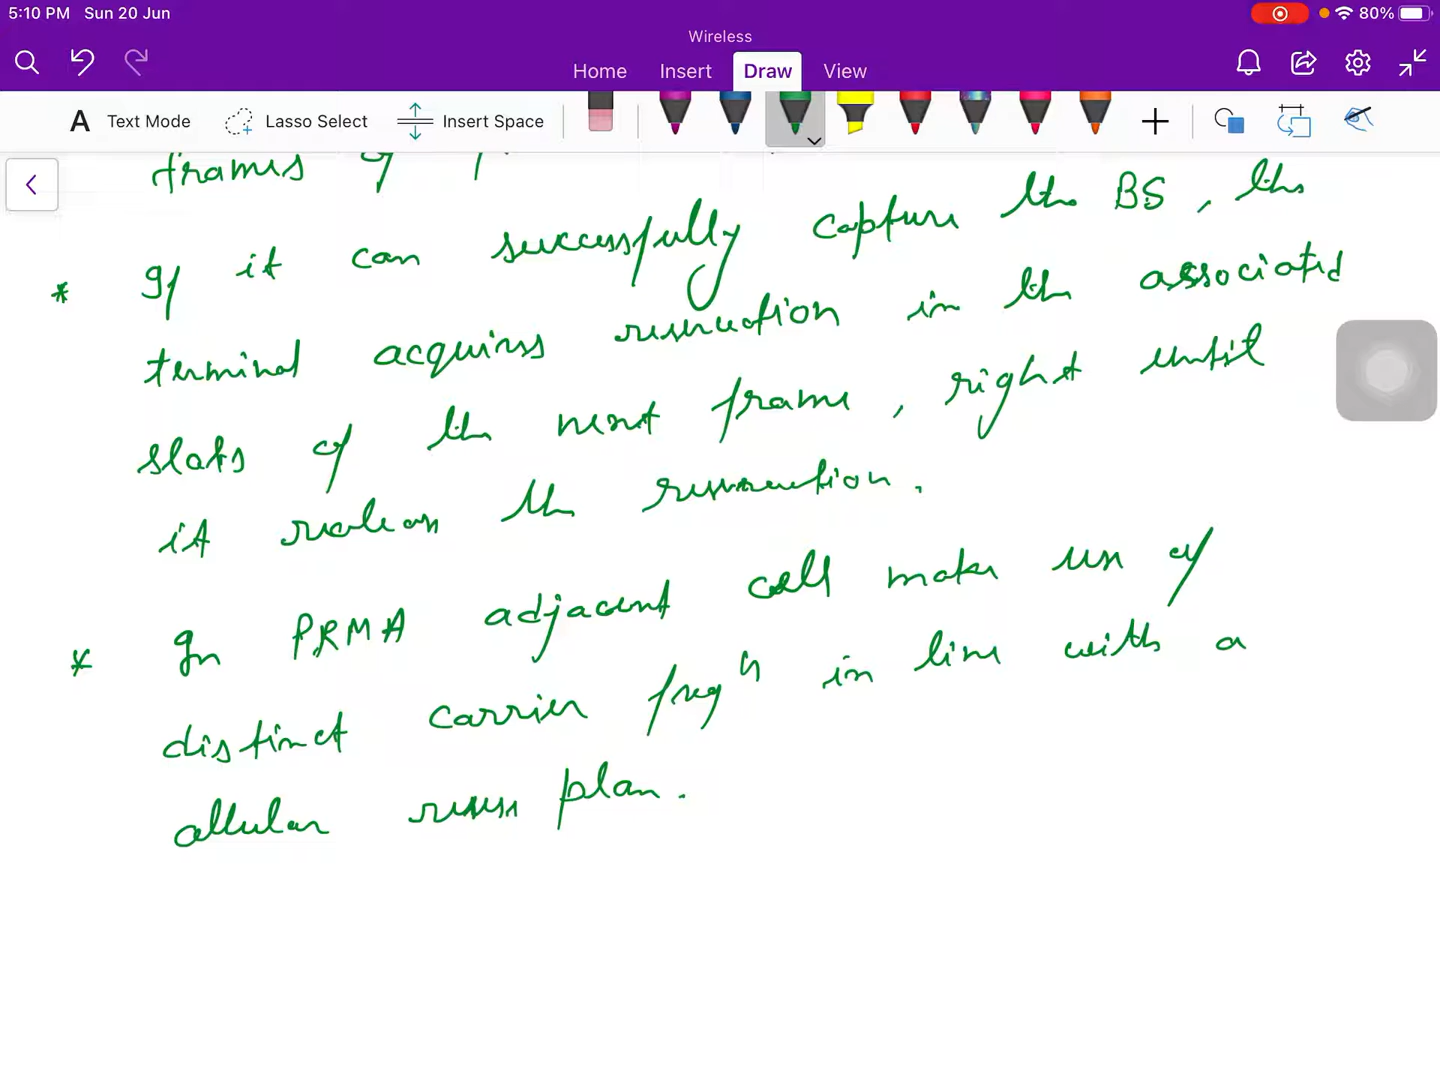 5:10 PM Sun 20 Jun 80%
Wireless
Home Insert Draw View
A Text Mode Lasso Select Insert Space
frames of
* If it can successfully capture the BS, the
terminal acquires reservation in the associated
slots of the next frame, right until
it releases the reservation.
* In PRMA adjacent cell makes use of
distinct carrier freqy in line with a
cellular reuse plan.